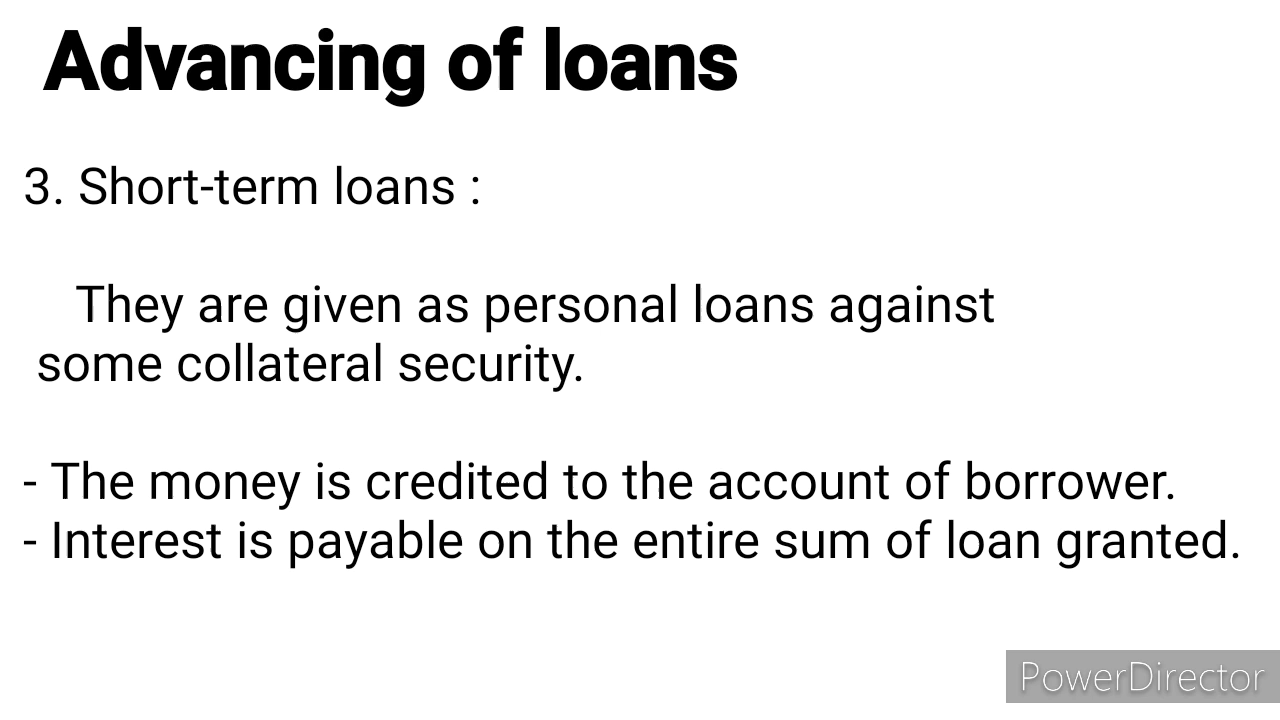 Advancing of loans
3. Short-term loans :
They are given as personal loans against
some collateral security.
- The money is credited to the account of borrower.
- Interest is payable on the entire sum of loan granted.
PowerDirector